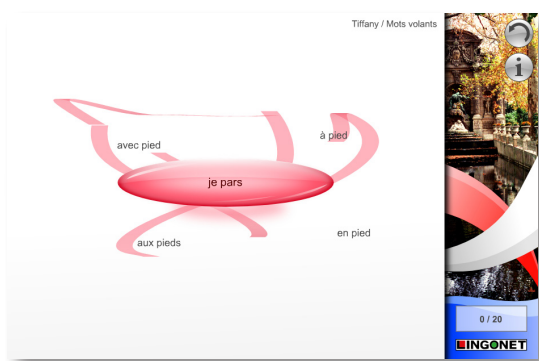 Tiffany / Mots volants
à pied
avec pied
je pars
en pied
aux pieds
0 / 20
LINGONET